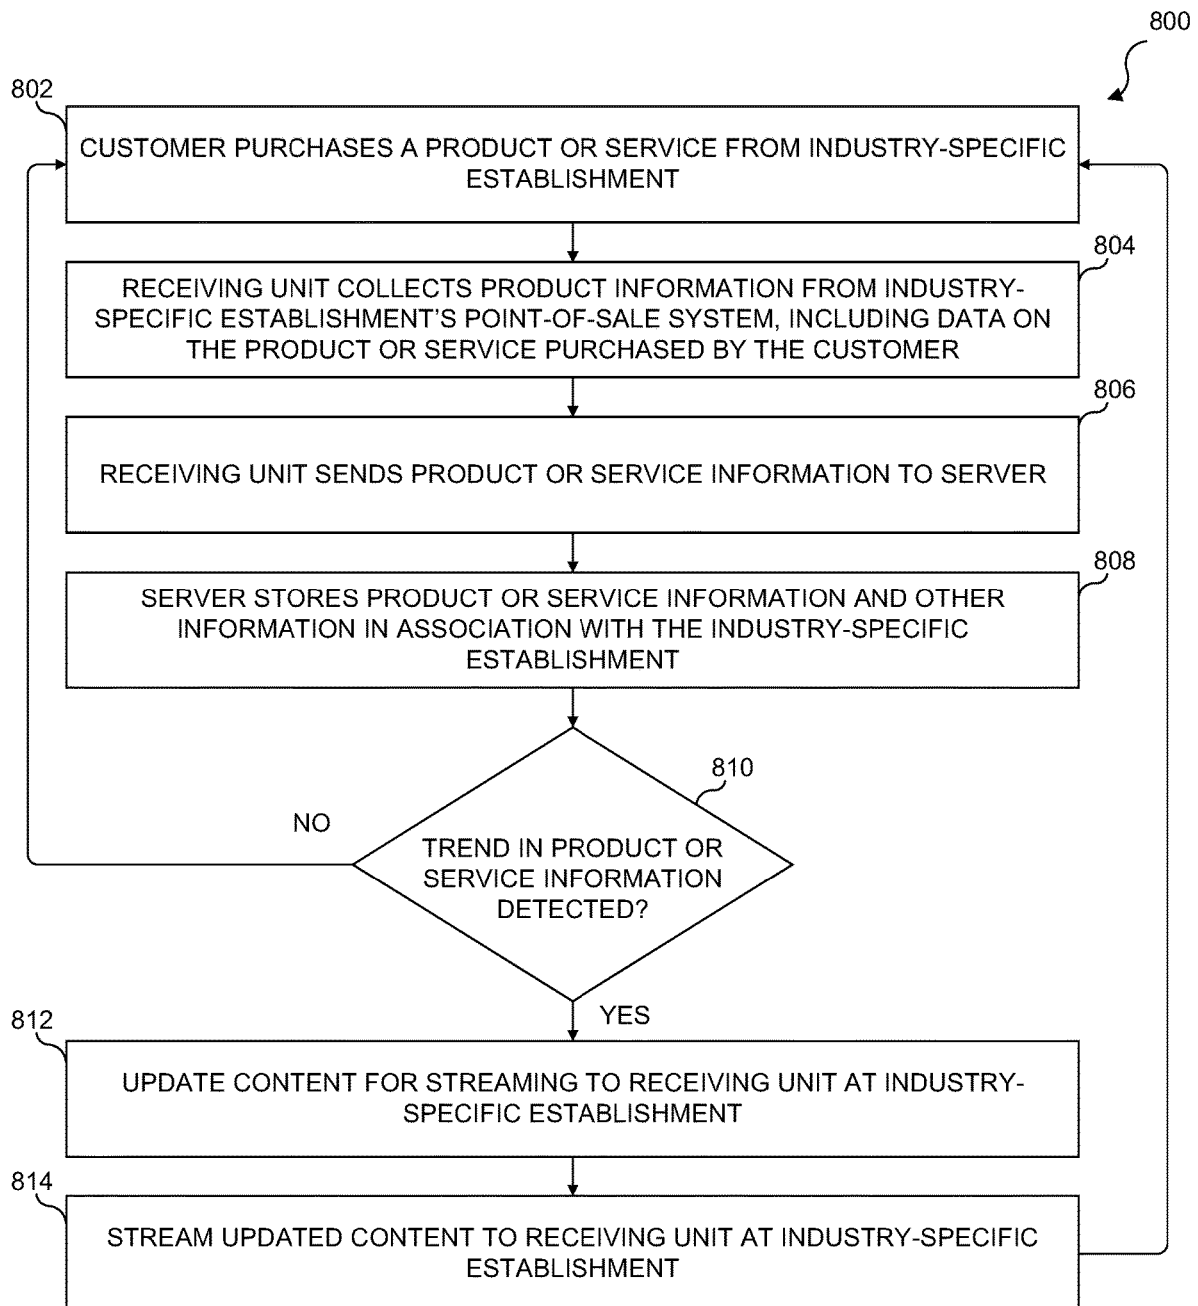 800
802
CUSTOMER PURCHASES A PRODUCT OR SERVICE FROM INDUSTRY-SPECIFIC
ESTABLISHMENT
804
RECEIVING UNIT COLLECTS PRODUCT INFORMATION FROM INDUSTRY-
SPECIFIC ESTABLISHMENT'S POINT-OF-SALE SYSTEM, INCLUDING DATA ON
THE PRODUCT OR SERVICE PURCHASED BY THE CUSTOMER
806
RECEIVING UNIT SENDS PRODUCT OR SERVICE INFORMATION TO SERVER
808
SERVER STORES PRODUCT OR SERVICE INFORMATION AND OTHER
INFORMATION IN ASSOCIATION WITH THE INDUSTRY-SPECIFIC
ESTABLISHMENT
810
NO
TREND IN PRODUCT OR
SERVICE INFORMATION
DETECTED?
YES
812
UPDATE CONTENT FOR STREAMING TO RECEIVING UNIT AT INDUSTRY-
SPECIFIC ESTABLISHMENT
814
STREAM UPDATED CONTENT TO RECEIVING UNIT AT INDUSTRY-SPECIFIC
ESTABLISHMENT